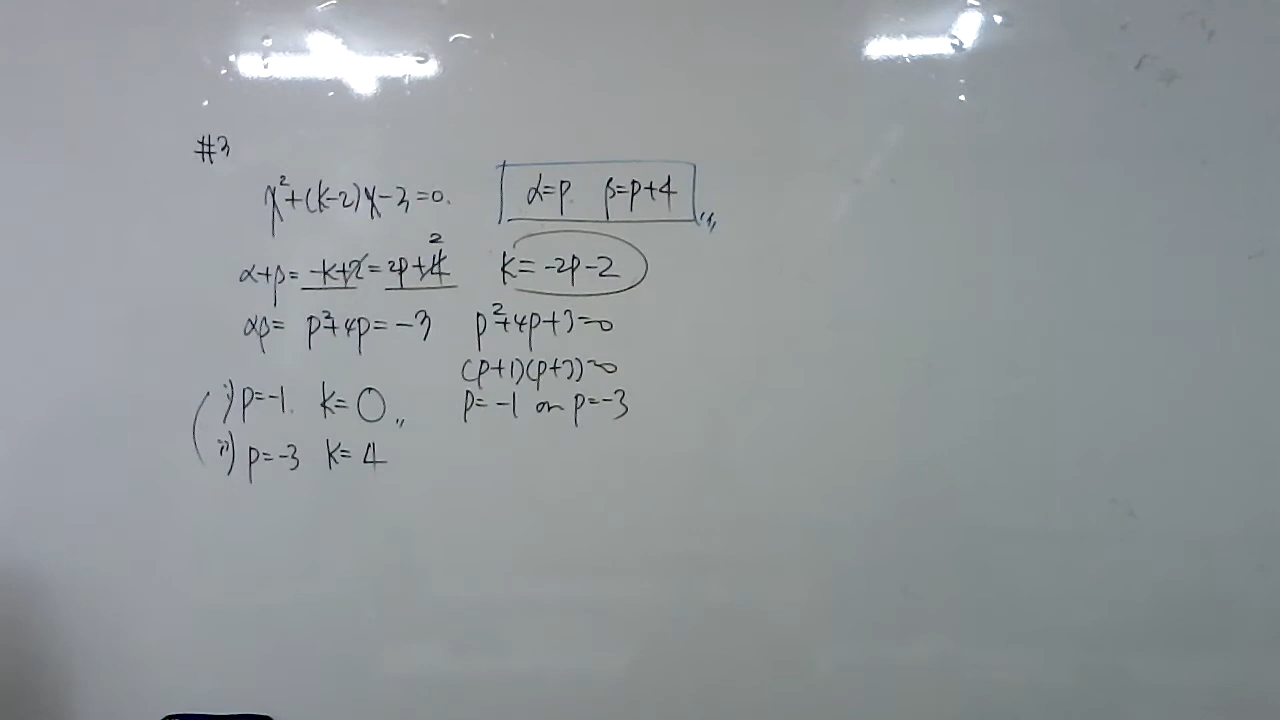 #3
x²+(k-2)x-3=0. α=p. β=p+4
α+β= -k+2=2p+4 2 k=-2p-2
αβ= p²+4p=-3 p²+4p+3=0
(p+1)(p+3)=0
i) p=-1. k=0 p=-1 or p=-3
ii) p=-3 k=4